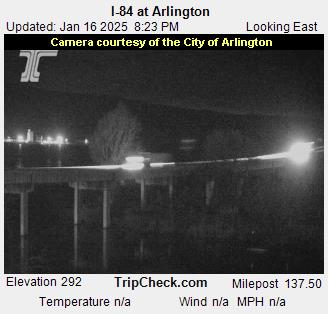 I-84 at Arlington
Updated: Jan 16 2025 8:23 PM Looking East
Camera courtesy of the City of Arlington
Elevation 292 TripCheck.com Milepost 137.50
Temperature n/a Wind n/a MPH n/a